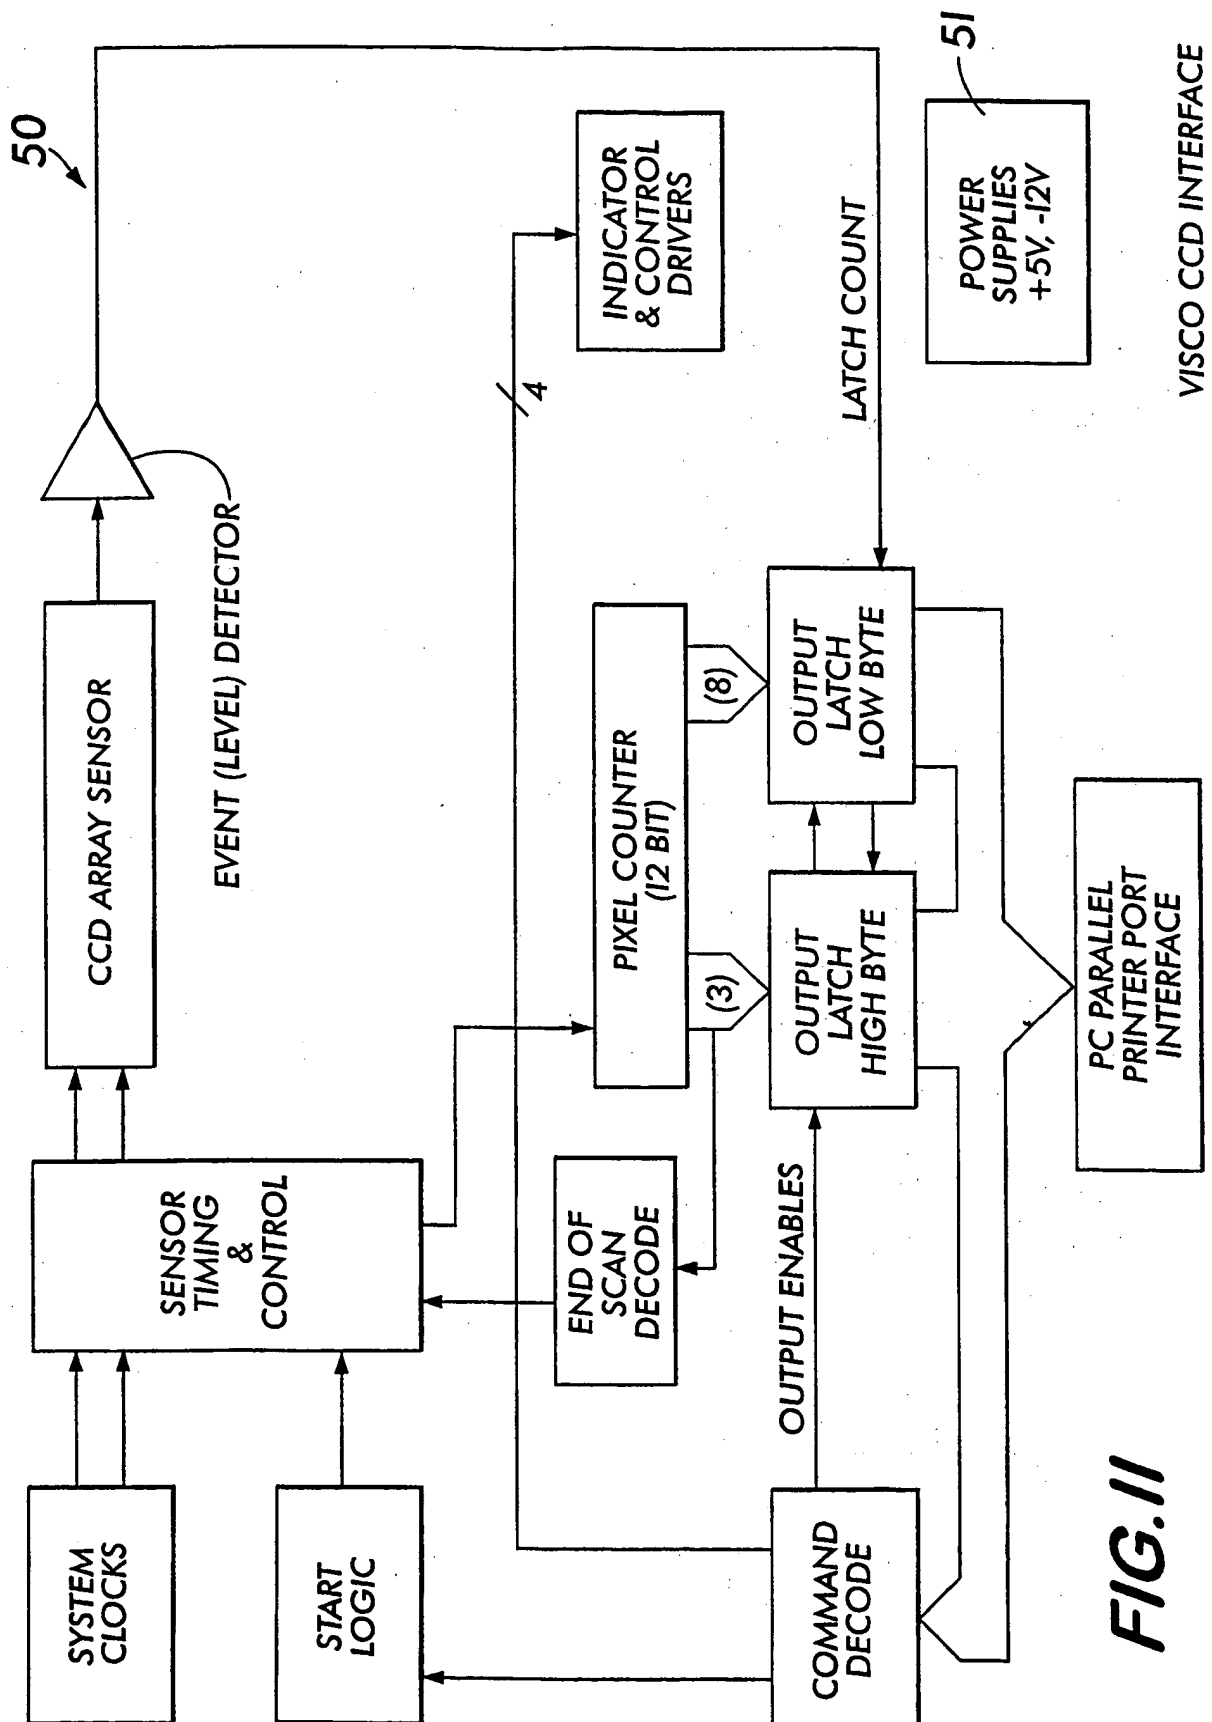 50
SYSTEM
CLOCKS
SENSOR
TIMING
&
CONTROL
CCD ARRAY SENSOR
EVENT (LEVEL) DETECTOR
START
LOGIC
END OF
SCAN
DECODE
PIXEL COUNTER
(12 BIT)
4
INDICATOR
& CONTROL
DRIVERS
(3)
(8)
COMMAND
DECODE
OUTPUT ENABLES
OUTPUT
LATCH
HIGH BYTE
OUTPUT
LATCH
LOW BYTE
LATCH COUNT
51
POWER
SUPPLIES
+5V, -12V
PC PARALLEL
PRINTER PORT
INTERFACE
FIG.11
VISCO CCD INTERFACE